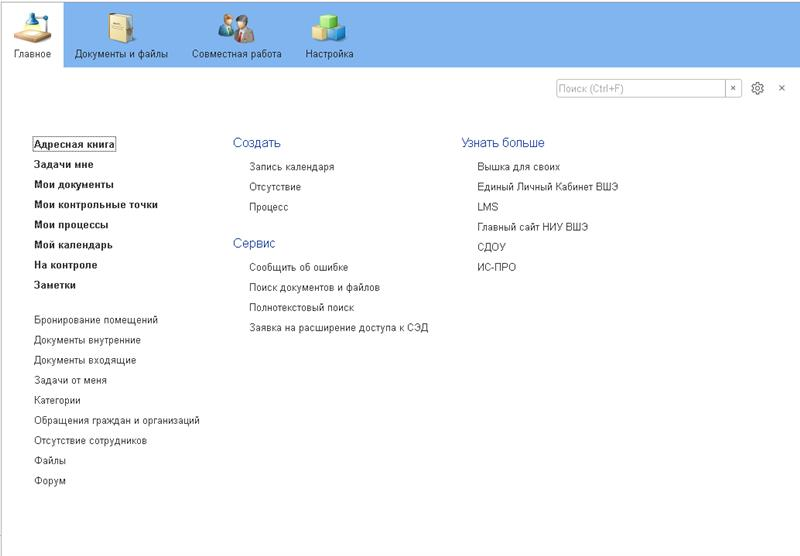 Главное
Документы и файлы
Совместная работа
Настройка
Поиск (Ctrl+F)
Адресная книга
Задачи мне
Мои документы
Мои контрольные точки
Мои процессы
Мой календарь
На контроле
Заметки
Бронирование помещений
Документы внутренние
Документы входящие
Задачи от меня
Категории
Обращения граждан и организаций
Отсутствие сотрудников
Файлы
Форум
Создать
Запись календаря
Отсутствие
Процесс
Сервис
Сообщить об ошибке
Поиск документов и файлов
Полнотекстовый поиск
Заявка на расширение доступа к СЭД
Узнать больше
Вышка для своих
Единый Личный Кабинет ВШЭ
LMS
Главный сайт НИУ ВШЭ
СДОУ
ИС-ПРО